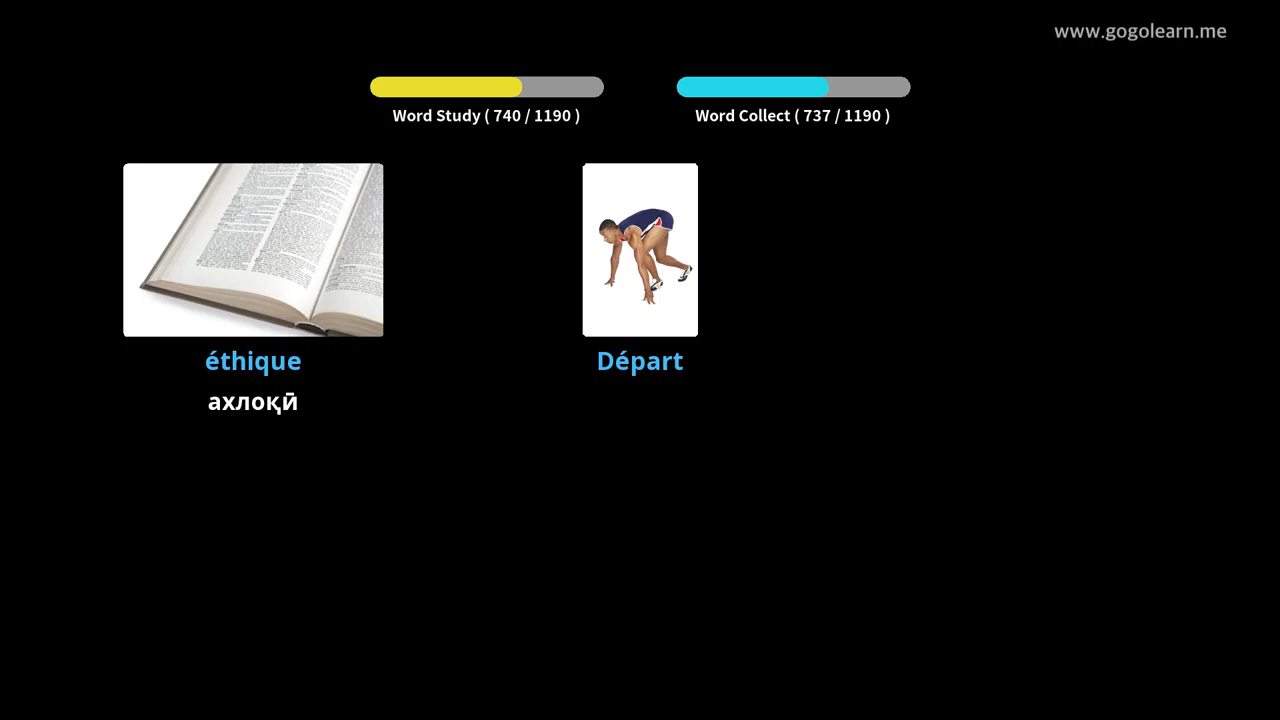 www.gogolearn.me
Word Study ( 740 / 1190 )
Word Collect ( 737 / 1190 )
éthique
Départ
ахлоқӣ